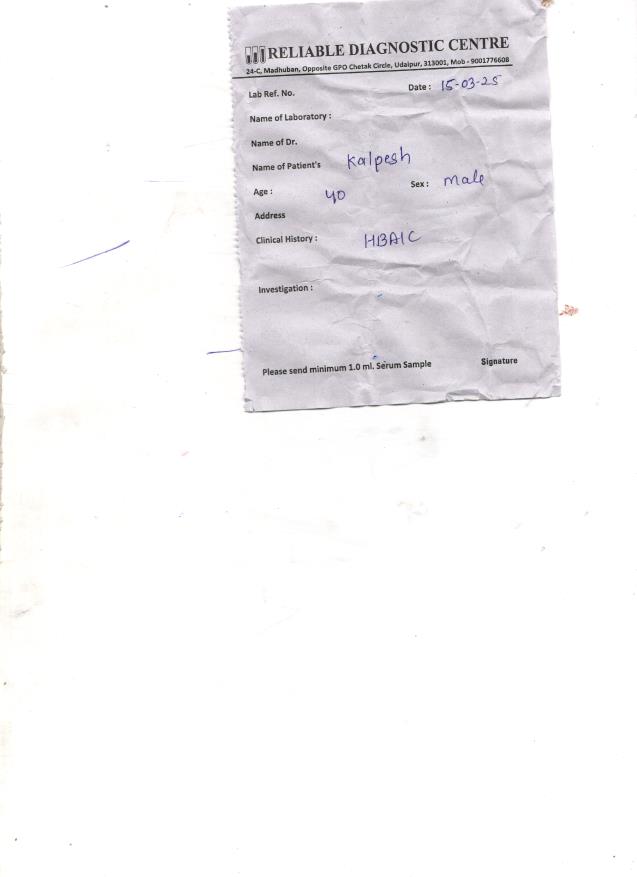 RELIABLE DIAGNOSTIC CENTRE
24-C, Madhuban, Opposite GPO Chetak Circle, Udaipur, 313001, Mob - 9001776608
Lab Ref. No. Date : 15-03-25
Name of Laboratory :
Name of Dr.
Name of Patient's Kalpesh
Age : 40 Sex : male
Address
Clinical History : HBA1C
Investigation :
Please send minimum 1.0 ml. Serum Sample Signature